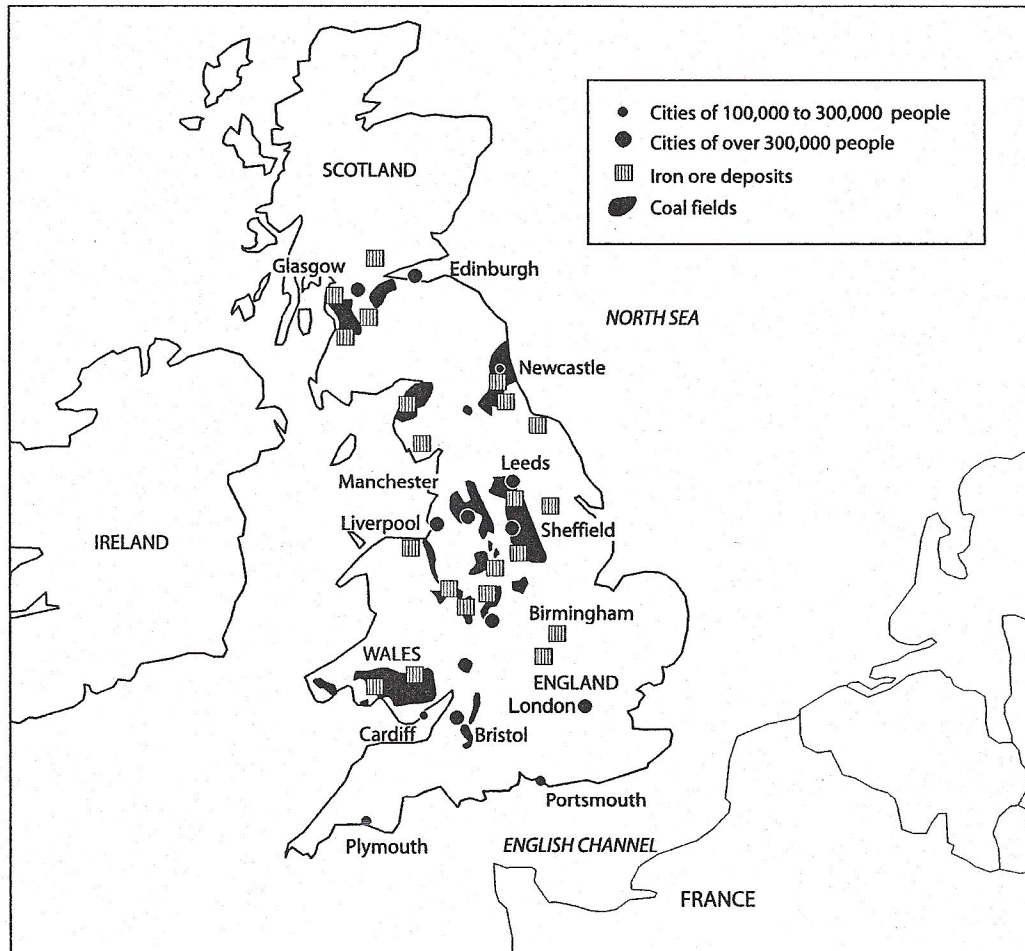 Cities of 100,000 to 300,000 people
Cities of over 300,000 people
Iron ore deposits
Coal fields
SCOTLAND
Glasgow
Edinburgh
NORTH SEA
Newcastle
Leeds
Manchester
Liverpool
Sheffield
IRELAND
Birmingham
WALES
ENGLAND
London
Cardiff
Bristol
Portsmouth
Plymouth
ENGLISH CHANNEL
FRANCE